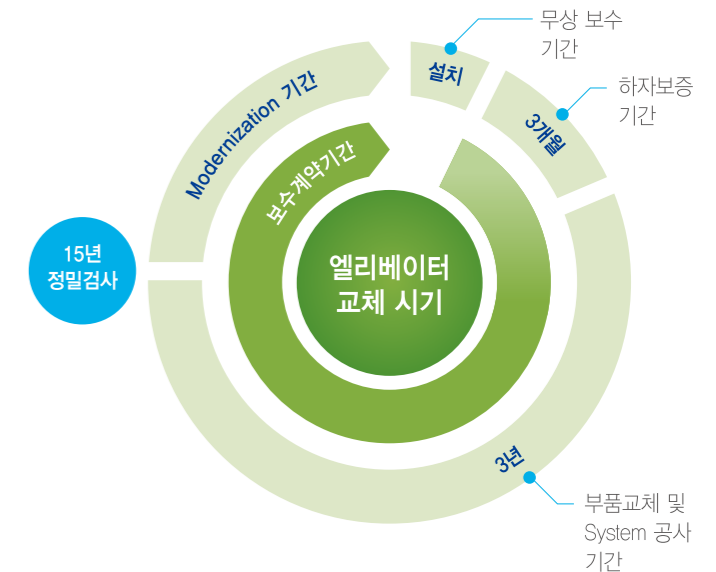 무상 보수
기간
설치
하자보증
기간
3개월
Modernization 기간
보수계약기간
15년
정밀검사
엘리베이터
교체 시기
3년
부품교체 및
System 공사
기간